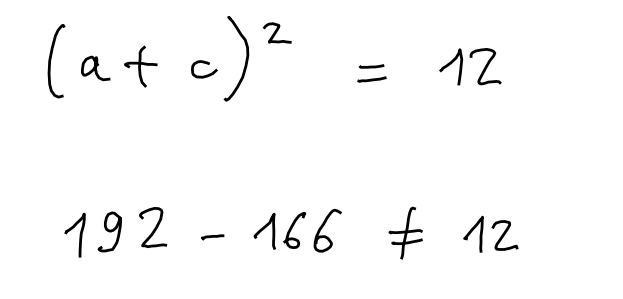 (a + c)² = 12
192 - 166 ≠ 12